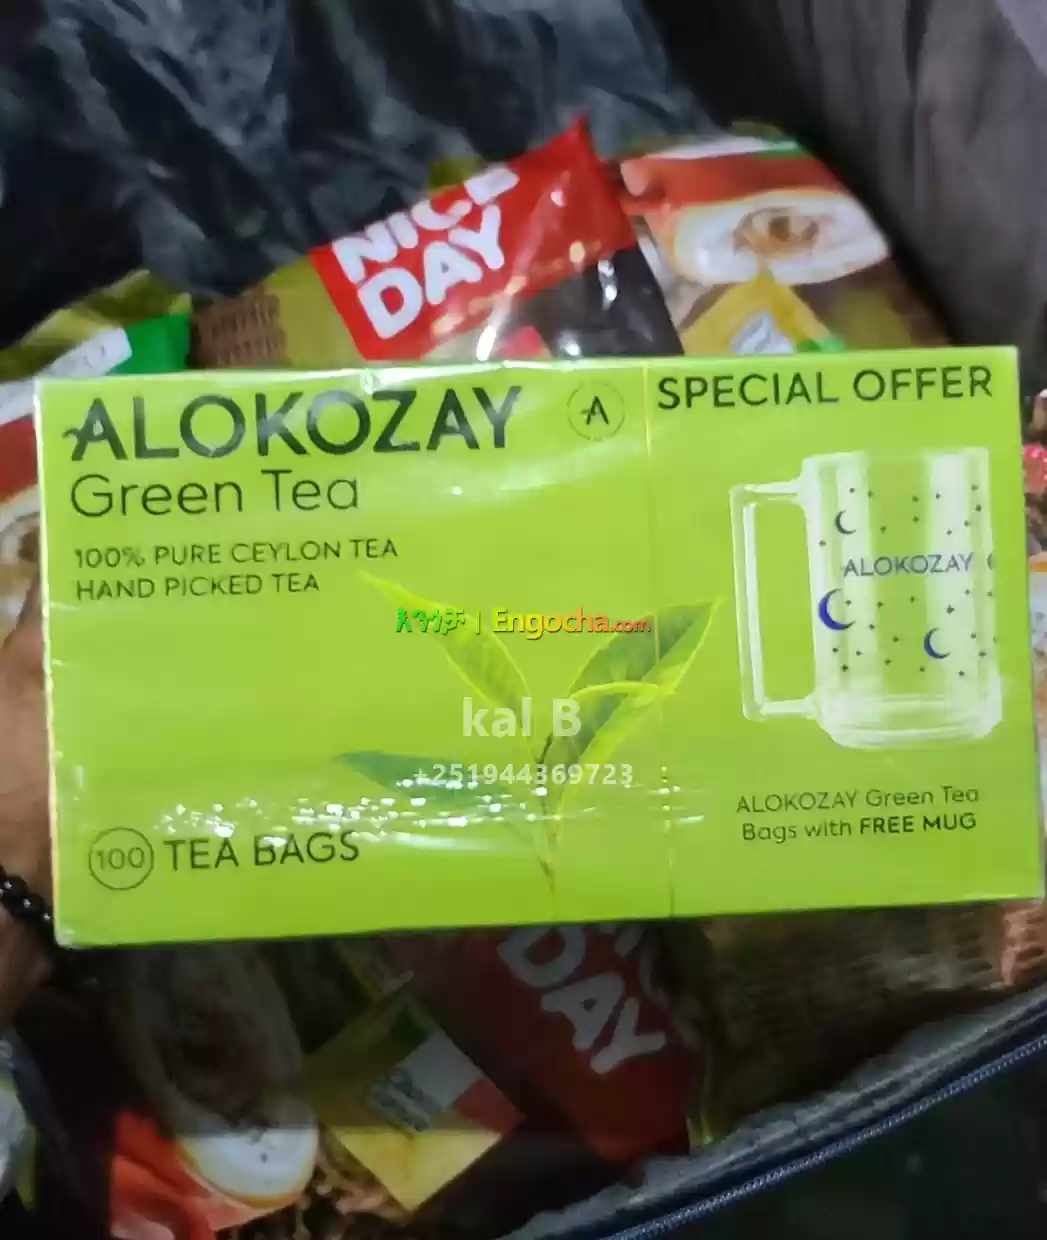 NICE
DAY
ALOKOZAY
A
SPECIAL OFFER
Green Tea
100% PURE CEYLON TEA
HAND PICKED TEA
ALOKOZAY
እንጎቻ | Engocha.com
kal B
+251944369723
ALOKOZAY Green Tea
Bags with FREE MUG
100 TEA BAGS
DAY